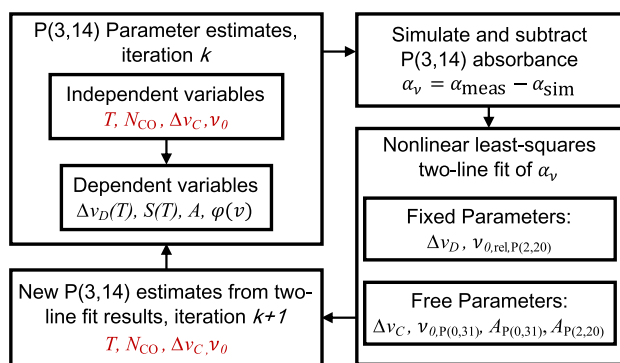 P(3,14) Parameter estimates,
iteration k
Independent variables
T, N_CO, Δν_C, ν_0
Dependent variables
Δν_D(T), S(T), A, φ(ν)
Simulate and subtract
P(3,14) absorbance
α_ν = α_meas − α_sim
Nonlinear least-squares
two-line fit of α_ν
Fixed Parameters:
Δν_D, ν_0,rel,P(2,20)
Free Parameters:
Δν_C, ν_0,P(0,31), A_P(0,31), A_P(2,20)
New P(3,14) estimates from two-
line fit results, iteration k+1
T, N_CO, Δν_C, ν_0